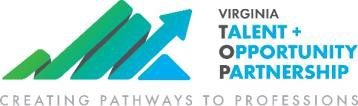 VIRGINIA
TALENT +
OPPORTUNITY
PARTNERSHIP
CREATING PATHWAYS TO PROFESSIONS